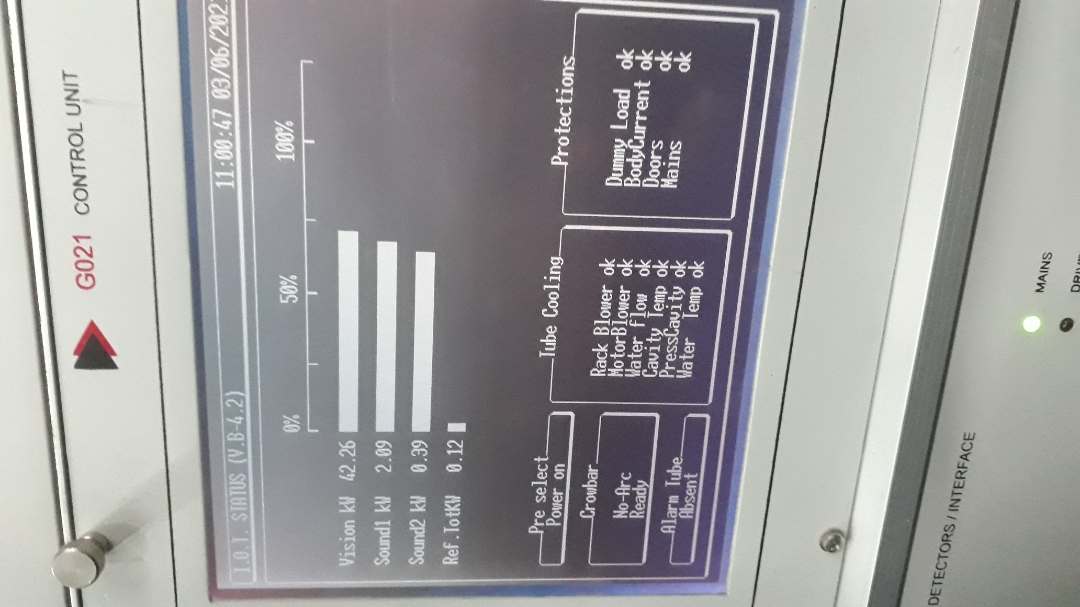 G021 CONTROL UNIT
I.O.T. STATUS (V.B-4.2) 11:00:47 03/06/202
0% 50% 100%
Vision kW 42.26
Sound1 kW 2.09
Sound2 kW 0.39
Ref.TotKW 0.12
Pre select
Power on
Crowbar
No-Arc
Ready
Alarm Tube
Absent
Tube Cooling
Rack Blower ok
MotorBlower ok
Water flow ok
Cavity Temp ok
PressCavity ok
Water Temp ok
Protections
Dummy Load ok
BodyCurrent ok
Doors ok
Mains ok
DETECTORS / INTERFACE
MAINS